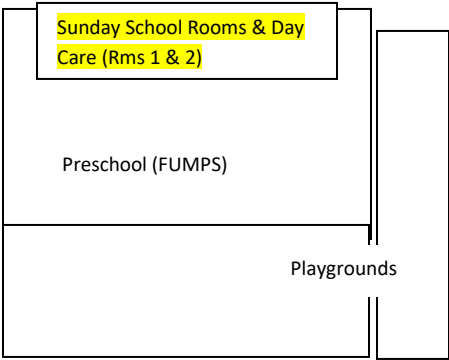 Sunday School Rooms & Day
Care (Rms 1 & 2)
Preschool (FUMPS)
Playgrounds